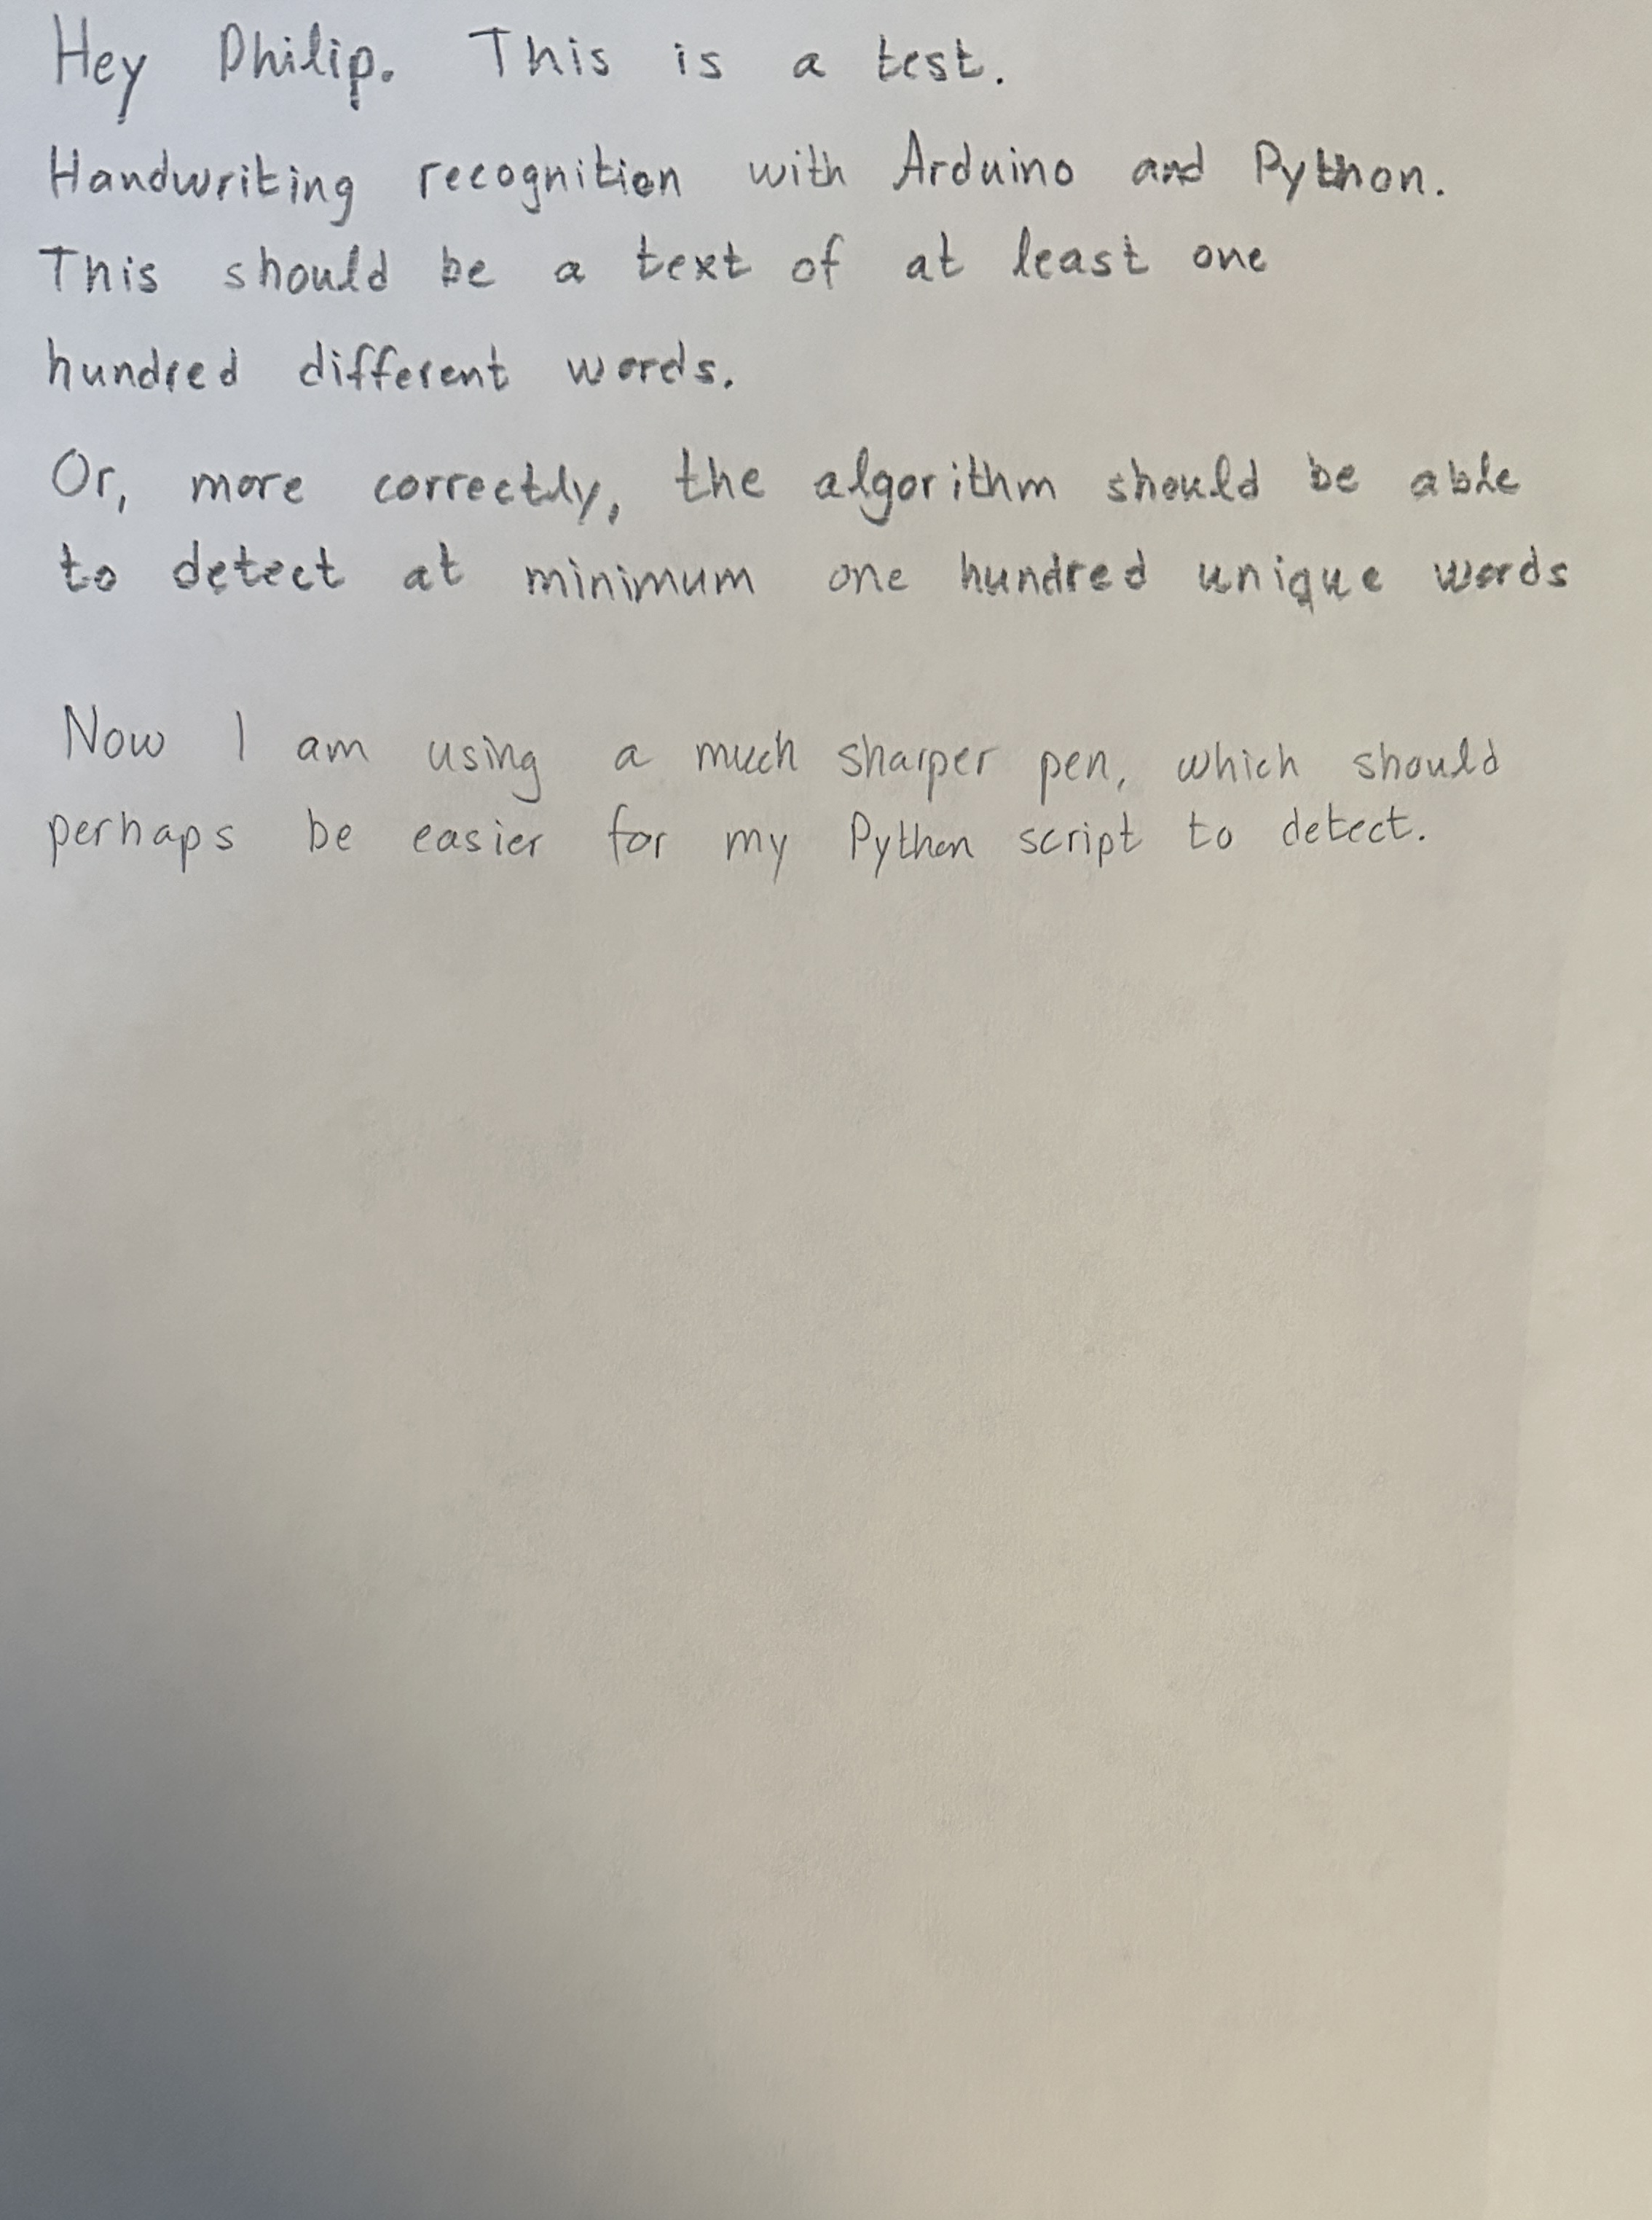 Hey Philip. This is a test.
Handwriting recognition with Arduino and Python.
This should be a text of at least one
hundred different words.
Or, more correctly, the algorithm should be able
to detect at minimum one hundred unique words
Now I am using a much sharper pen, which should
perhaps be easier for my Python script to detect.